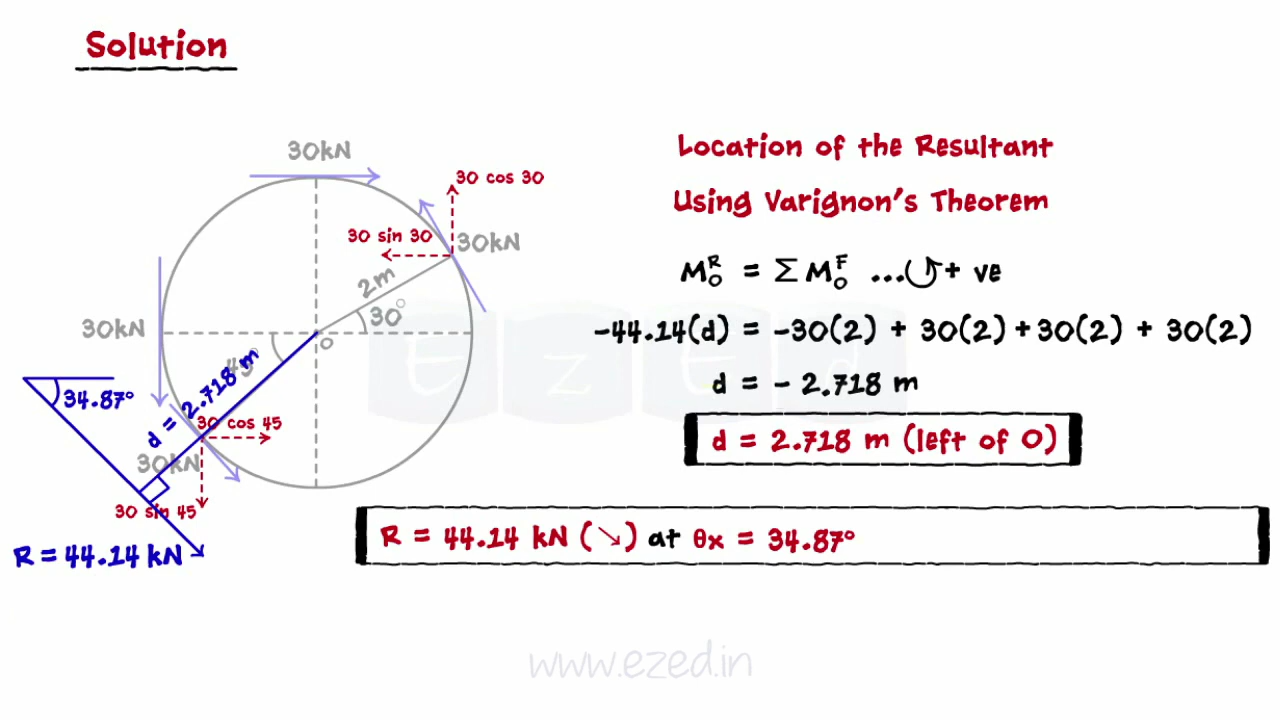 Solution
30kN
30 cos 30
30 sin 30
30kN
2m
30°
30kN
O
34.87°
d = 2.718 m
30 cos 45
30kN
30 sin 45
R = 44.14 kN
Location of the Resultant
Using Varignon's Theorem
M_O^R = Σ M_O^F ...↺ + ve
-44.14(d) = -30(2) + 30(2) + 30(2) + 30(2)
d = - 2.718 m
d = 2.718 m (left of O)
R = 44.14 kN (↘) at θx = 34.87°
EZEd
www.ezed.in